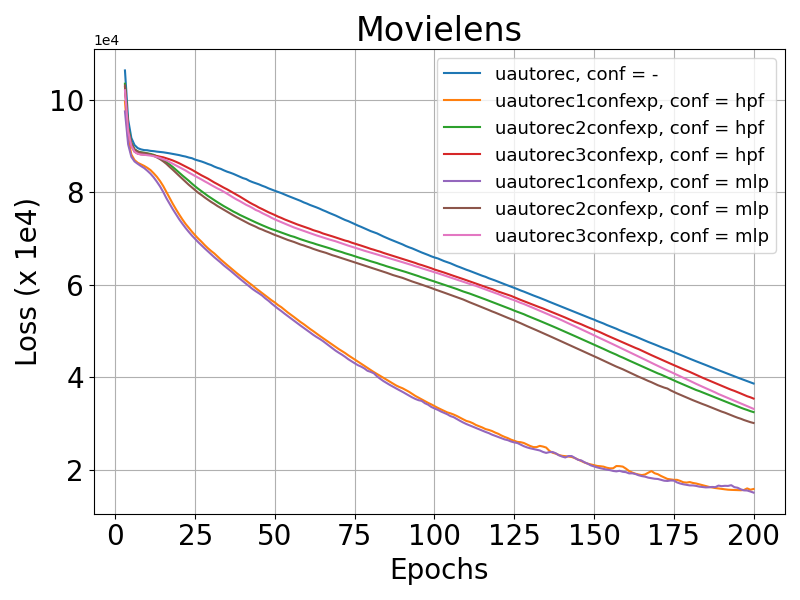 Movielens
1e4
uautorec, conf = -
uautorec1confexp, conf = hpf
uautorec2confexp, conf = hpf
uautorec3confexp, conf = hpf
uautorec1confexp, conf = mlp
uautorec2confexp, conf = mlp
uautorec3confexp, conf = mlp
Loss (x 1e4)
10
8
6
4
2
0 25 50 75 100 125 150 175 200
Epochs